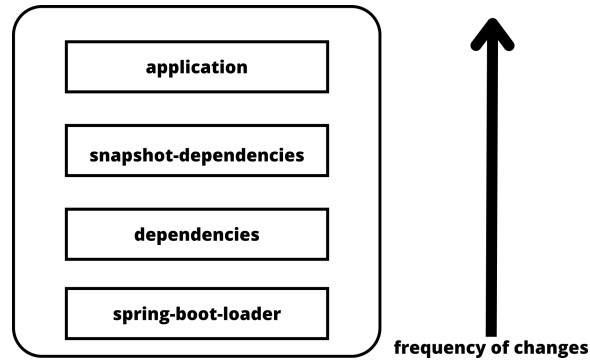 application
snapshot-dependencies
dependencies
spring-boot-loader
frequency of changes